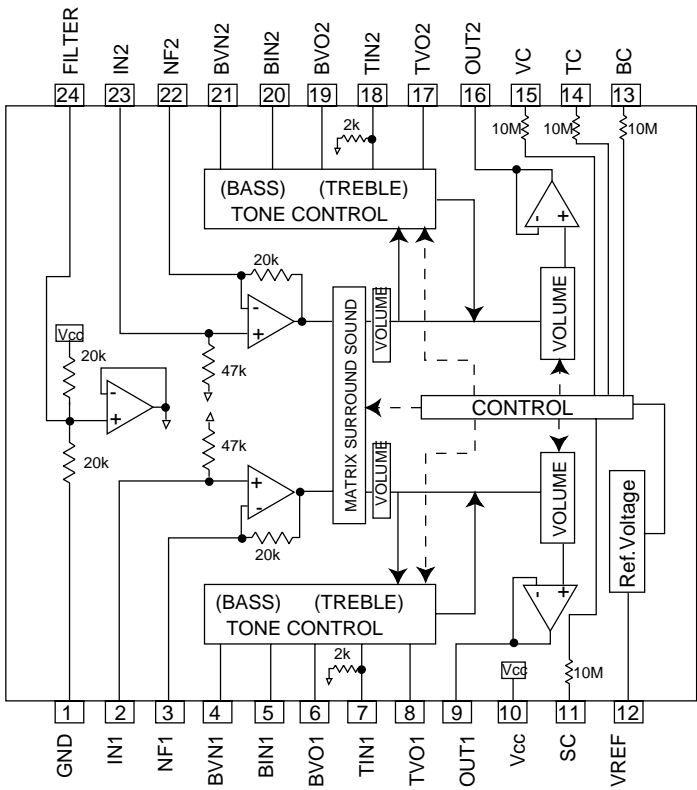 FILTER
IN2
NF2
BVN2
BIN2
BVO2
TIN2
TVO2
OUT2
VC
TC
BC
24 23 22 21 20 19 18 17 16 15 14 13
2k
10M 10M 10M
(BASS) (TREBLE)
TONE CONTROL
- +
20k
-
+
VOLUME
VOLUME
Vcc
20k
47k
-
+
MATRIX SURROUND SOUND
CONTROL
47k
20k
+
-
VOLUME
VOLUME
Ref.Voltage
20k
(BASS) (TREBLE)
TONE CONTROL
- +
2k
Vcc
10M
1 2 3 4 5 6 7 8 9 10 11 12
GND
IN1
NF1
BVN1
BIN1
BVO1
TIN1
TVO1
OUT1
Vcc
SC
VREF